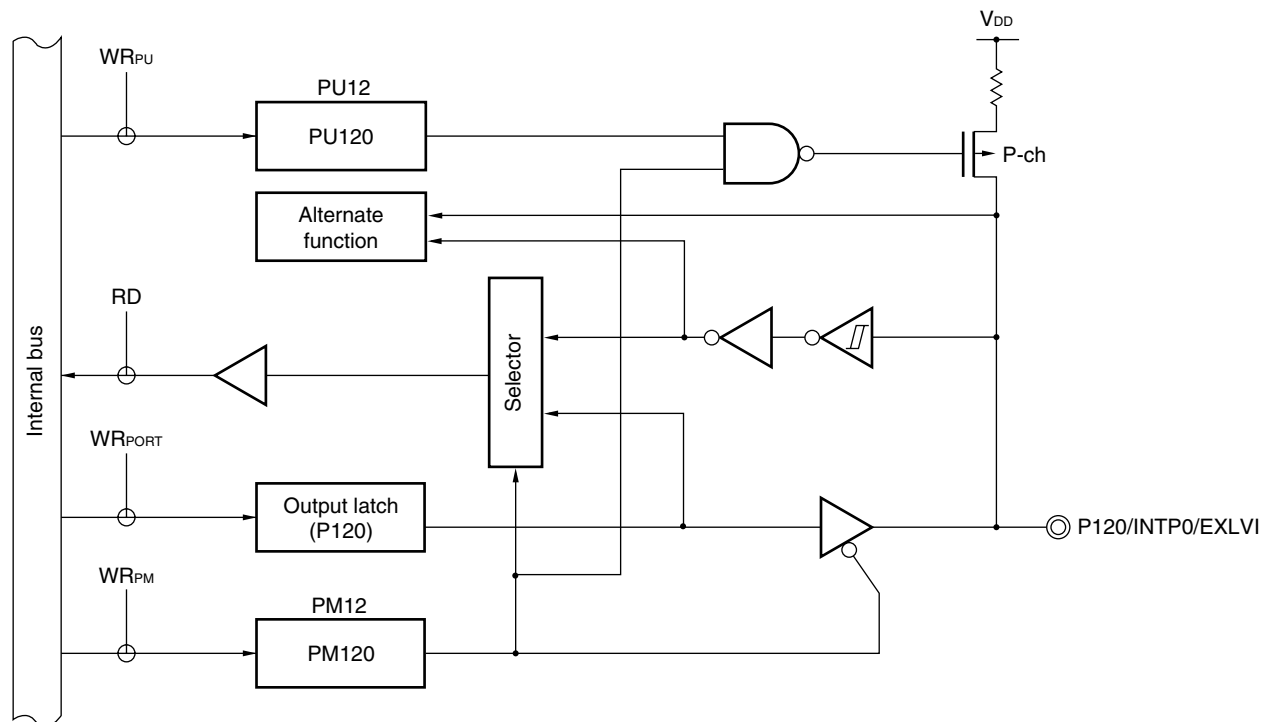 VDD
WRPU
PU12
PU120
P-ch
Alternate
function
RD
Selector
Internal bus
WRPORT
Output latch
(P120)
P120/INTP0/EXLVI
WRPM
PM12
PM120